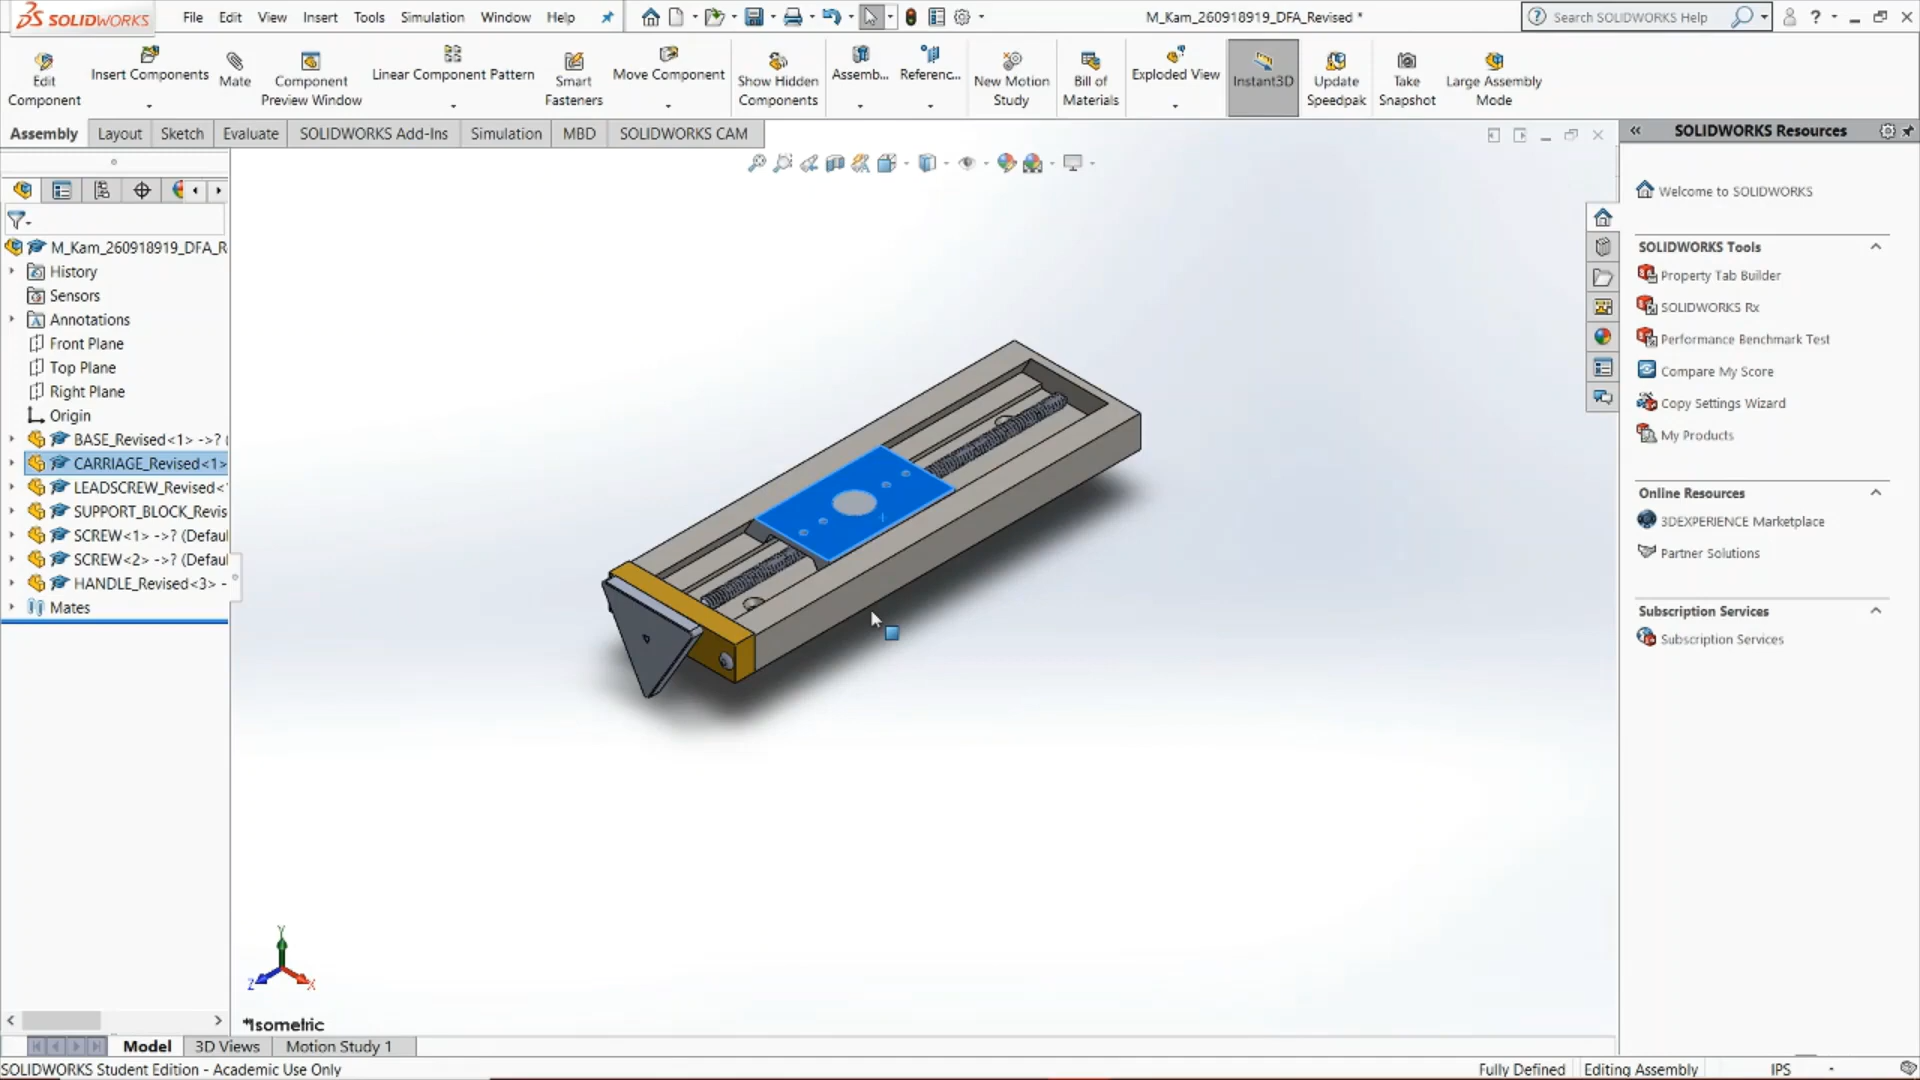 SOLIDWORKS
File Edit View Insert Tools Simulation Window Help
M_Kam_260918919_DFA_Revised *
Search SOLIDWORKS Help
Edit Component
Insert Components
Mate
Component Preview Window
Linear Component Pattern
Smart Fasteners
Move Component
Show Hidden Components
Assemb...
Referenc...
New Motion Study
Bill of Materials
Exploded View
Instant3D
Update Speedpak
Take Snapshot
Large Assembly Mode
Assembly Layout Sketch Evaluate SOLIDWORKS Add-Ins Simulation MBD SOLIDWORKS CAM
M_Kam_260918919_DFA_R
History
Sensors
Annotations
Front Plane
Top Plane
Right Plane
Origin
BASE_Revised<1> ->? (
CARRIAGE_Revised<1>
LEADSCREW_Revised<
SUPPORT_BLOCK_Revis
SCREW<1> ->? (Defau
SCREW<2> ->? (Defau
HANDLE_Revised<3> -
Mates
SOLIDWORKS Resources
Welcome to SOLIDWORKS
SOLIDWORKS Tools
Property Tab Builder
SOLIDWORKS Rx
Performance Benchmark Test
Compare My Score
Copy Settings Wizard
My Products
Online Resources
3DEXPERIENCE Marketplace
Partner Solutions
Subscription Services
Subscription Services
Y
Z X
*Isometric
Model 3D Views Motion Study 1
SOLIDWORKS Student Edition - Academic Use Only
Fully Defined Editing Assembly IPS -